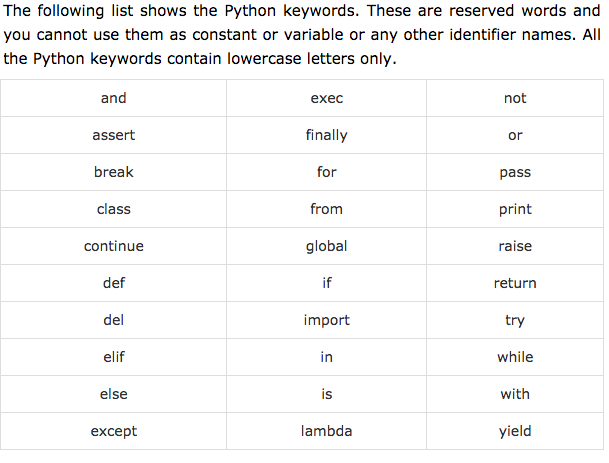 The following list shows the Python keywords. These are reserved words and
you cannot use them as constant or variable or any other identifier names. All
the Python keywords contain lowercase letters only.
and exec not
assert finally or
break for pass
class from print
continue global raise
def if return
del import try
elif in while
else is with
except lambda yield